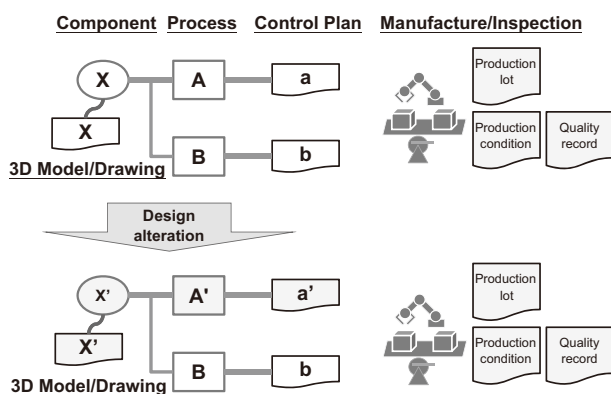 Component Process Control Plan Manufacture/Inspection
X A a
X
B b
3D Model/Drawing
Production
lot
Production
condition
Quality
record
Design
alteration
X' A' a'
X'
B b
3D Model/Drawing
Production
lot
Production
condition
Quality
record